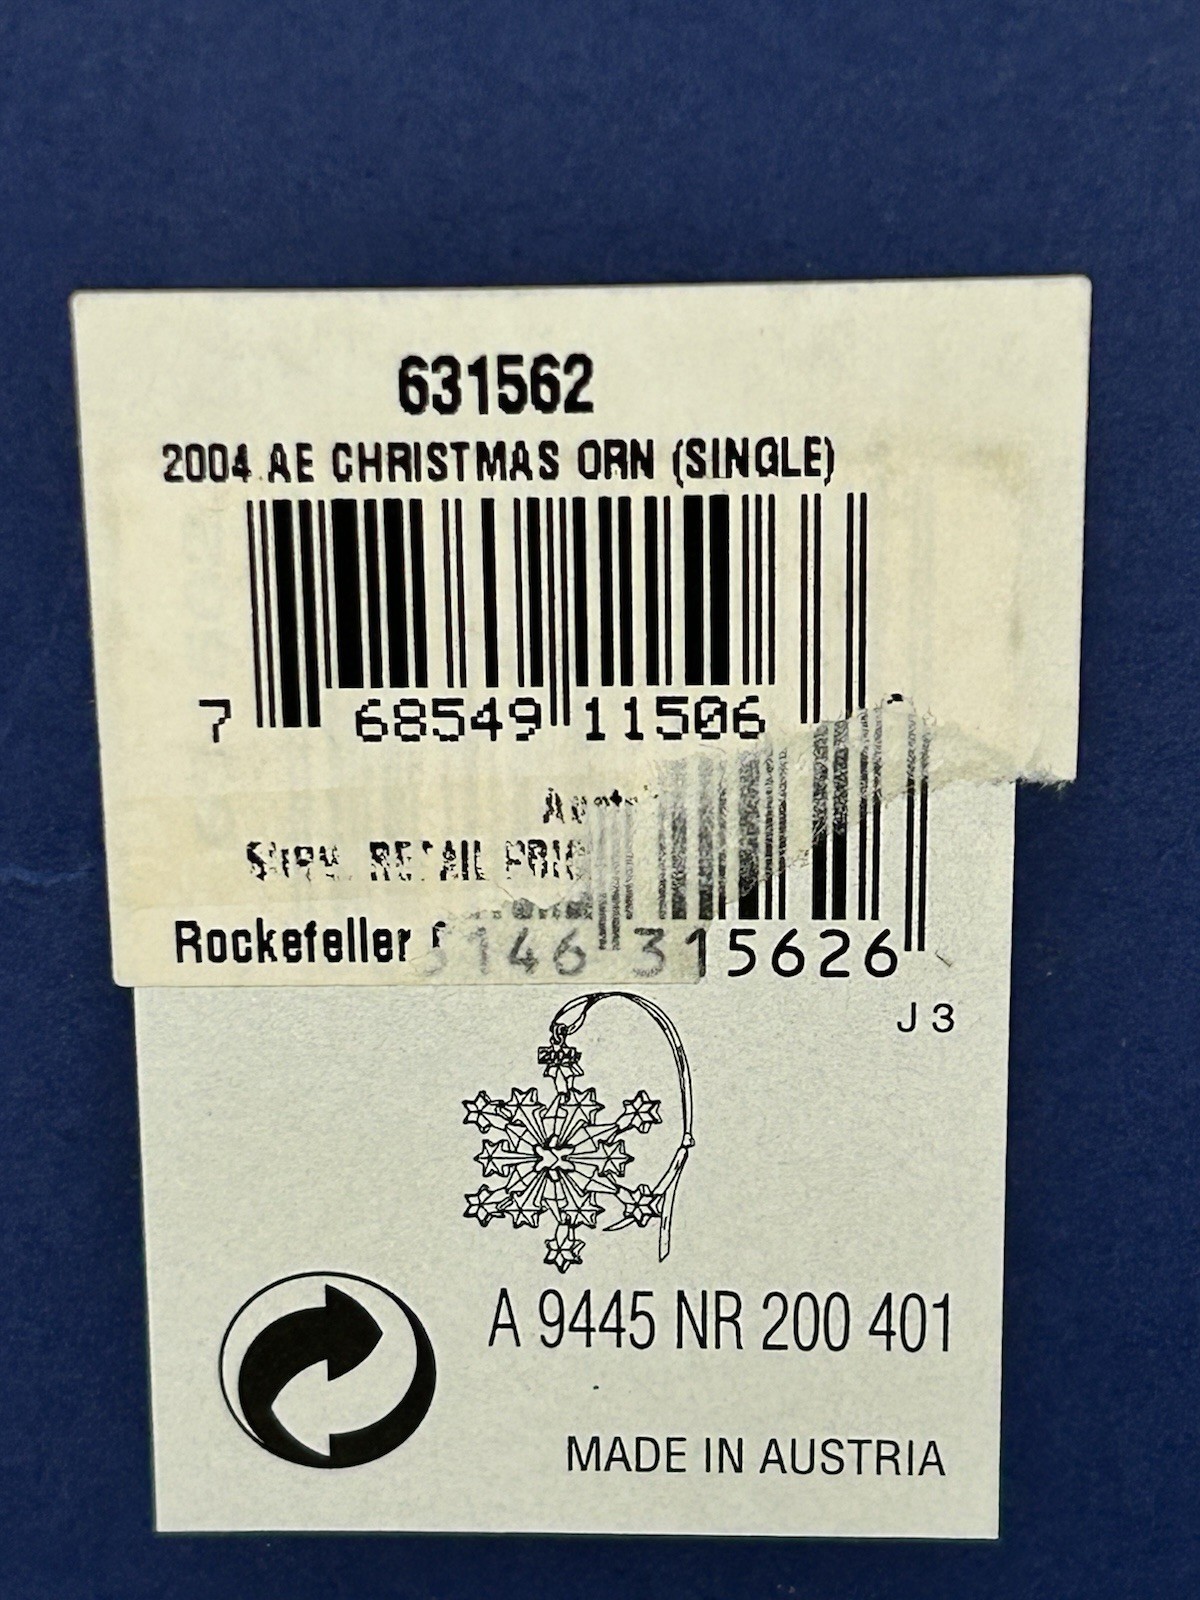 631562
2004 AE CHRISTMAS ORN (SINGLE)
7 68549 11506
RETAIL
Rockefeller
146 315626
J 3
2004
A 9445 NR 200 401
MADE IN AUSTRIA